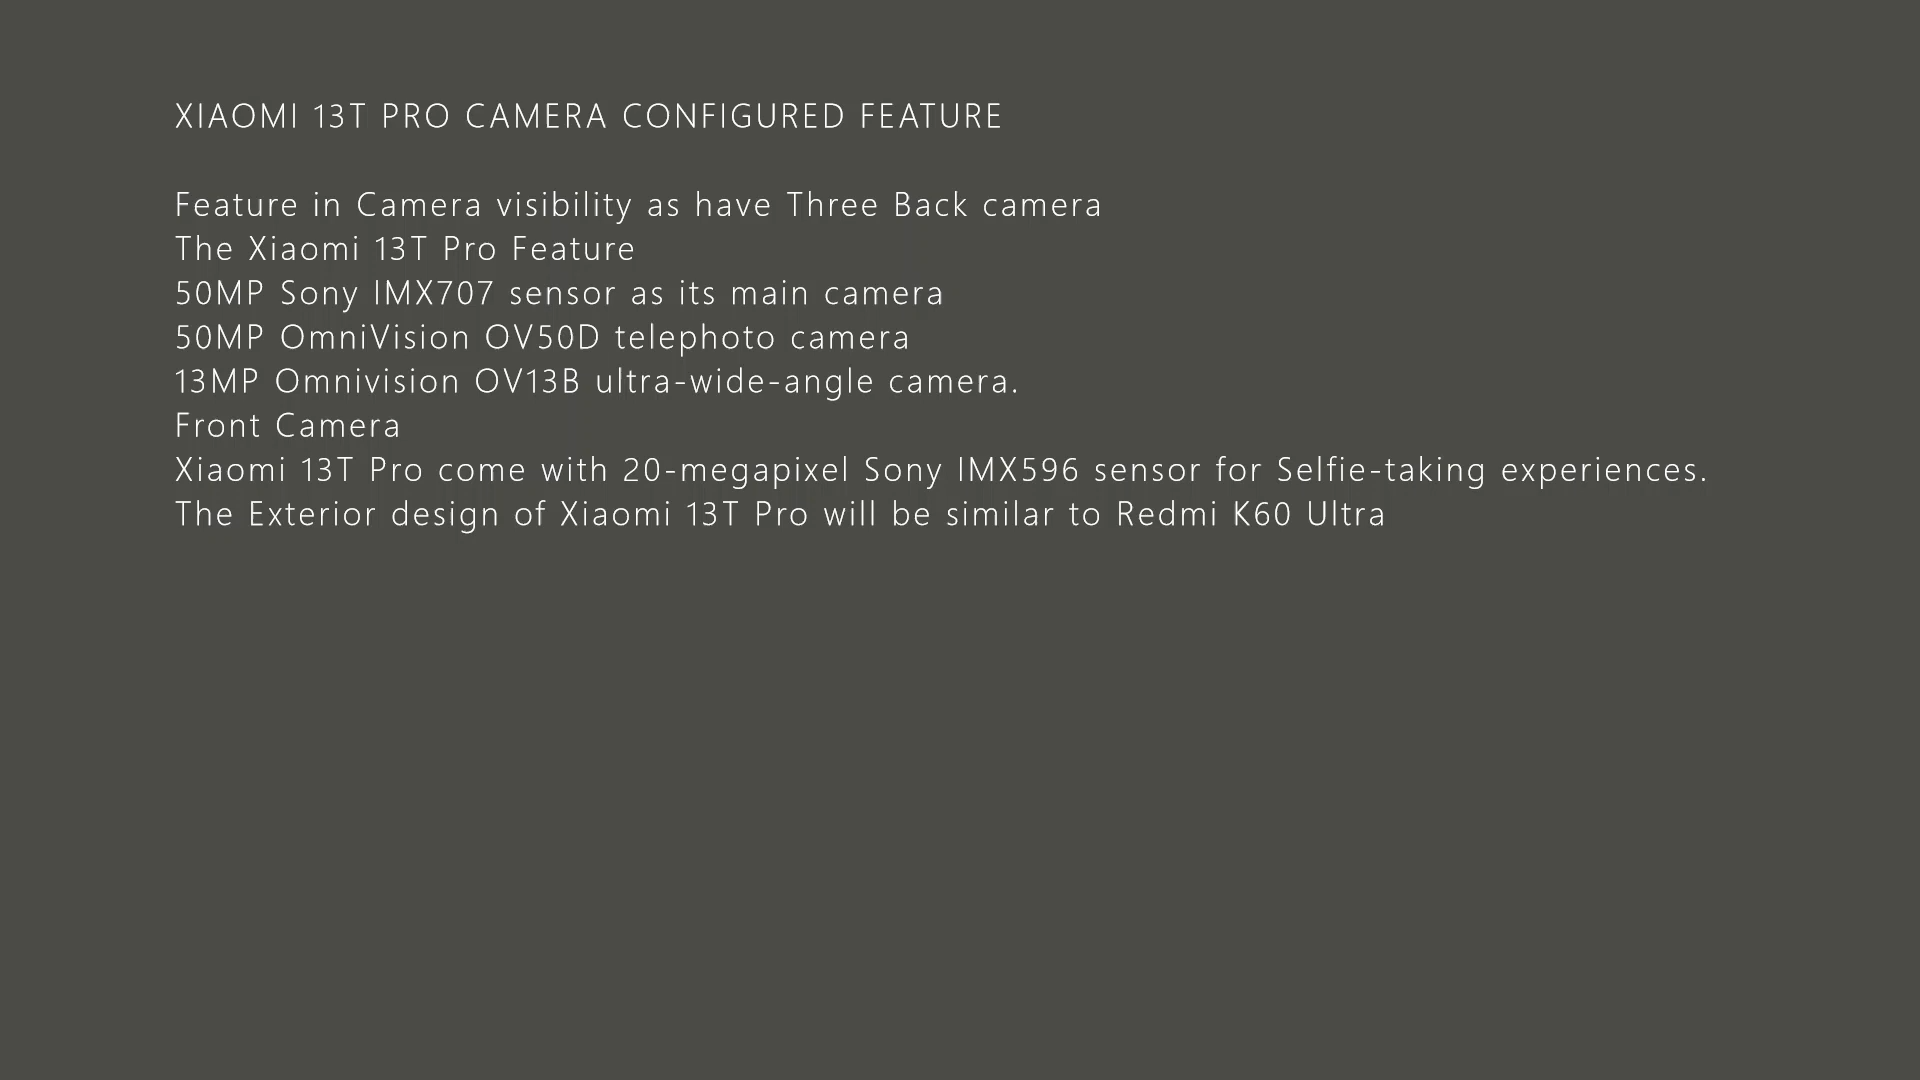 XIAOMI 13T PRO CAMERA CONFIGURED FEATURE
Feature in Camera visibility as have Three Back camera
The Xiaomi 13T Pro Feature
50MP Sony IMX707 sensor as its main camera
50MP OmniVision OV50D telephoto camera
13MP Omnivision OV13B ultra-wide-angle camera.
Front Camera
Xiaomi 13T Pro come with 20-megapixel Sony IMX596 sensor for Selfie-taking experiences.
The Exterior design of Xiaomi 13T Pro will be similar to Redmi K60 Ultra